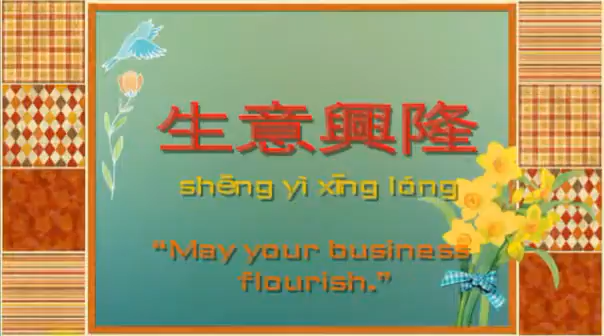 生意興隆
shēng yì xīng lóng
“May your business
flourish.”